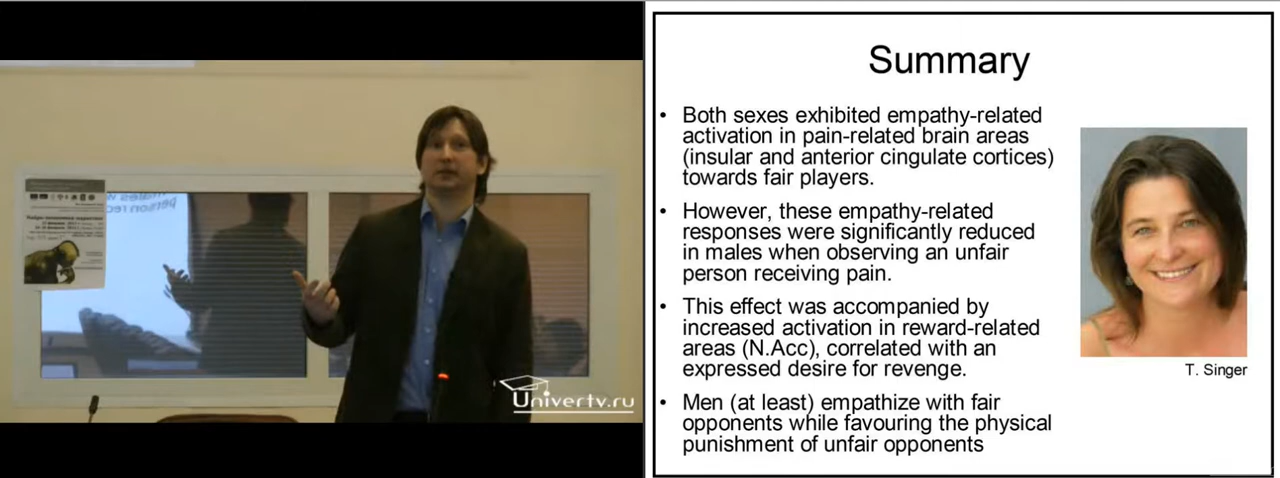 Univertv.ru
Summary
• Both sexes exhibited empathy-related
activation in pain-related brain areas
(insular and anterior cingulate cortices)
towards fair players.
• However, these empathy-related
responses were significantly reduced
in males when observing an unfair
person receiving pain.
• This effect was accompanied by
increased activation in reward-related
areas (N.Acc), correlated with an
expressed desire for revenge.
• Men (at least) empathize with fair
opponents while favouring the physical
punishment of unfair opponents
T. Singer